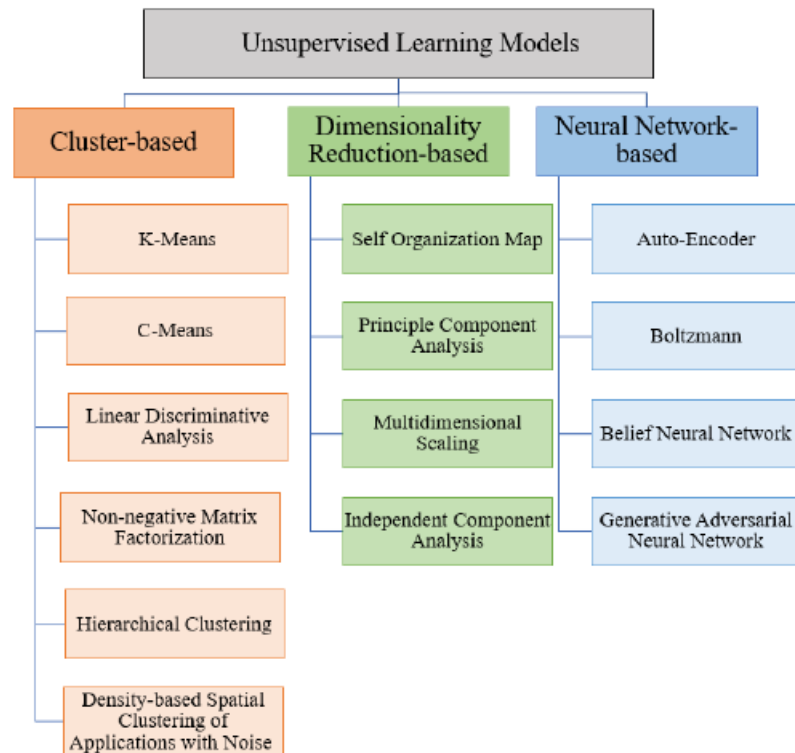 Unsupervised Learning Models
Cluster-based
Dimensionality
Reduction-based
Neural Network-
based
K-Means
C-Means
Linear Discriminative
Analysis
Non-negative Matrix
Factorization
Hierarchical Clustering
Density-based Spatial
Clustering of
Applications with Noise
Self Organization Map
Principle Component
Analysis
Multidimensional
Scaling
Independent Component
Analysis
Auto-Encoder
Boltzmann
Belief Neural Network
Generative Adversarial
Neural Network